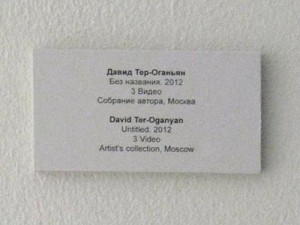 Давид Тер-Оганьян
Без названия. 2012
3 Видео
Собрание автора, Москва
David Ter-Oganyan
Untitled. 2012
3 Video
Artist's collection, Moscow